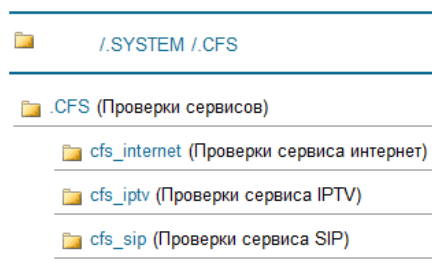 /.SYSTEM /.CFS
.CFS (Проверки сервисов)
cfs_internet (Проверки сервиса интернет)
cfs_iptv (Проверки сервиса IPTV)
cfs_sip (Проверки сервиса SIP)